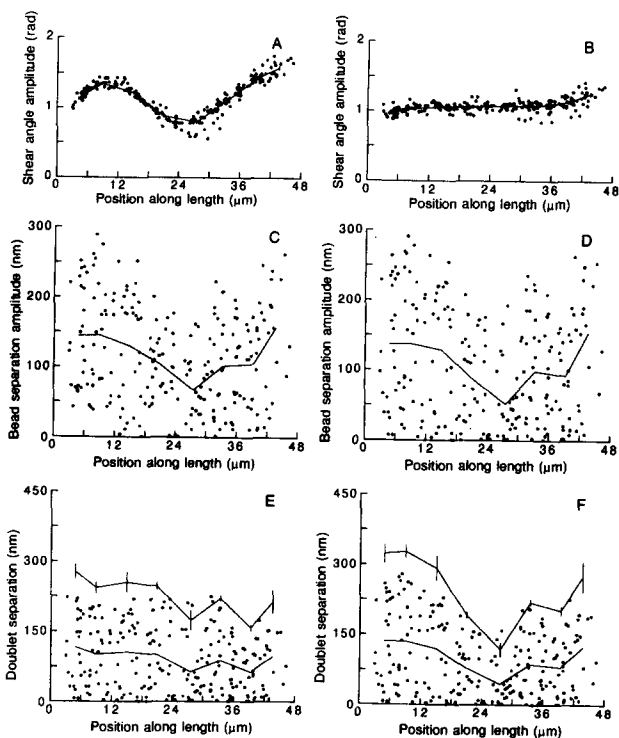 A
Shear angle amplitude (rad)
2
1
0
0 12 24 36 48
Position along length (µm)
B
Shear angle amplitude (rad)
2
1
0
0 12 24 36 48
Position along length (µm)
C
Bead separation amplitude (nm)
300
200
100
0
0 12 24 36 48
Position along length (µm)
D
Bead separation amplitude (nm)
300
200
100
0
0 12 24 36 48
Position along length (µm)
E
Doublet separation (nm)
450
300
150
0
0 12 24 36 48
Position along length (µm)
F
Doublet separation (nm)
450
300
150
0
0 12 24 36 48
Position along length (µm)